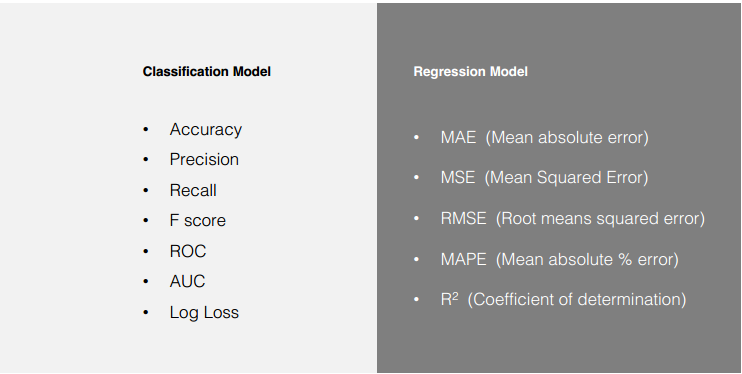 Classification Model
• Accuracy
• Precision
• Recall
• F score
• ROC
• AUC
• Log Loss
Regression Model
• MAE (Mean absolute error)
• MSE (Mean Squared Error)
• RMSE (Root means squared error)
• MAPE (Mean absolute % error)
• R² (Coefficient of determination)